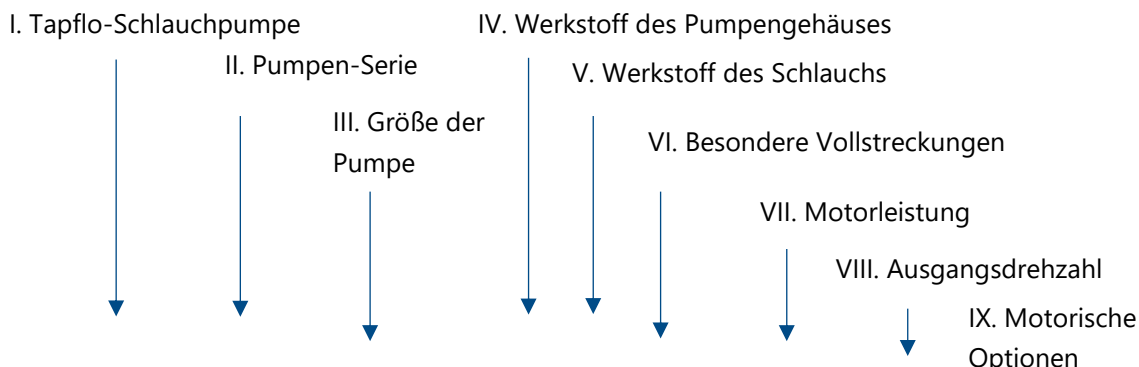 I. Tapflo-Schlauchpumpe
IV. Werkstoff des Pumpengehäuses
II. Pumpen-Serie
V. Werkstoff des Schlauchs
III. Größe der
Pumpe
VI. Besondere Vollstreckungen
VII. Motorleistung
VIII. Ausgangsdrehzahl
IX. Motorische
Optionen